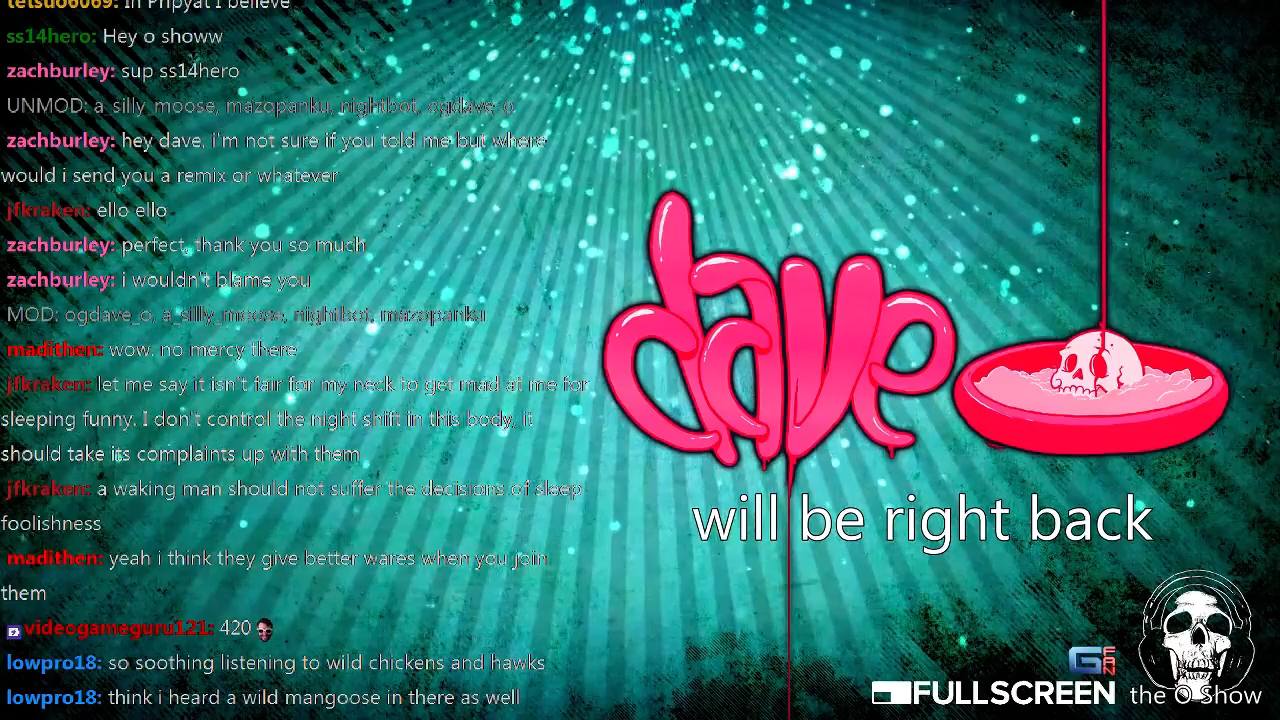 tetsuo6069: In Pripyat I believe
ss14hero: Hey o showw
zachburley: sup ss14hero
UNMOD: a_silly_moose, mazopanku, nightbot, ogdave_o
zachburley: hey dave, i'm not sure if you told me but where
would i send you a remix or whatever
jfkraken: ello ello
zachburley: perfect, thank you so much
zachburley: i wouldn't blame you
MOD: ogdave_o, a_silly_moose, nightbot, mazopanku
madithen: wow. no mercy there
jfkraken: let me say it isn't fair for my neck to get mad at me for
sleeping funny. I don't control the night shift in this body, it
should take its complaints up with them
jfkraken: a waking man should not suffer the decisions of sleep
foolishness
madithen: yeah i think they give better wares when you join
them
videogameguru121: 420
lowpro18: so soothing listening to wild chickens and hawks
lowpro18: think i heard a wild mangoose in there as well
dave
will be right back
G FAN
FULLSCREEN
the O Show